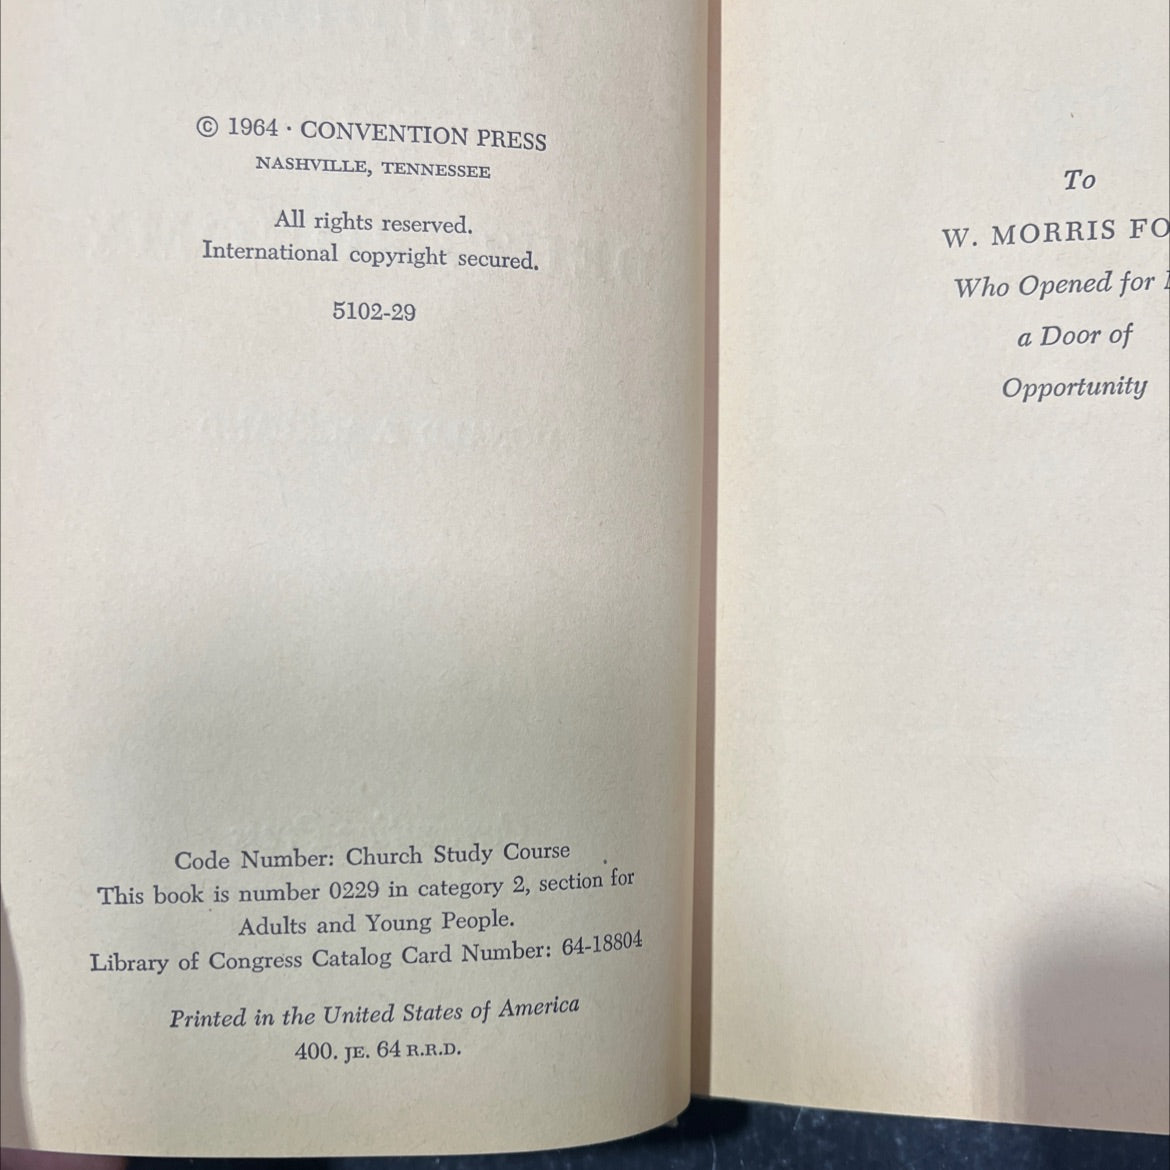 © 1964 · CONVENTION PRESS
NASHVILLE, TENNESSEE
All rights reserved.
International copyright secured.
5102-29
Code Number: Church Study Course
This book is number 0229 in category 2, section for
Adults and Young People.
Library of Congress Catalog Card Number: 64-18804
Printed in the United States of America
400. JE. 64 R.R.D.
To
W. MORRIS FO
Who Opened for
a Door of
Opportunity